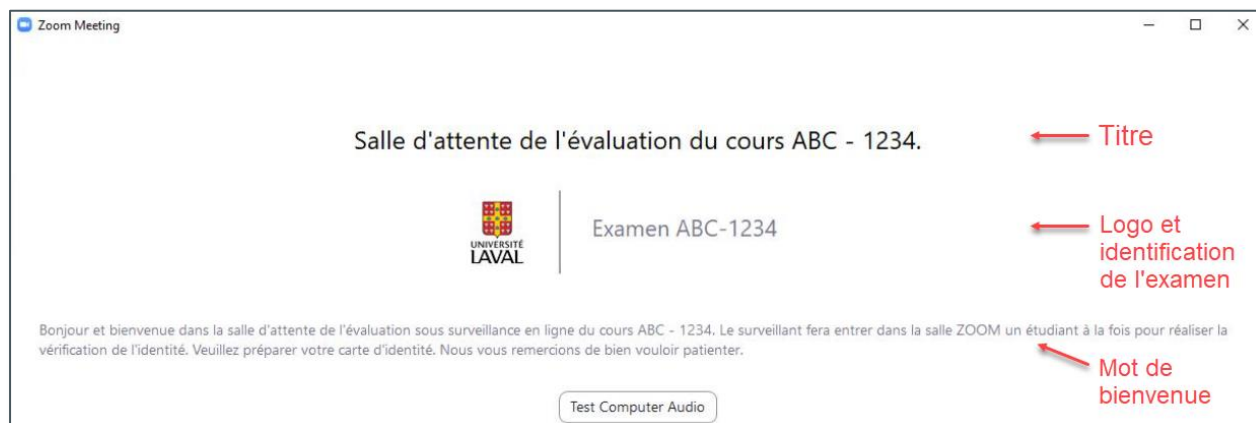 Zoom Meeting
Salle d'attente de l'évaluation du cours ABC - 1234.
Titre
UNIVERSITÉ
LAVAL
Examen ABC-1234
Logo et
identification
de l'examen
Bonjour et bienvenue dans la salle d'attente de l'évaluation sous surveillance en ligne du cours ABC - 1234. Le surveillant fera entrer dans la salle ZOOM un étudiant à la fois pour réaliser la
vérification de l'identité. Veuillez préparer votre carte d'identité. Nous vous remercions de bien vouloir patienter.
Mot de
bienvenue
Test Computer Audio